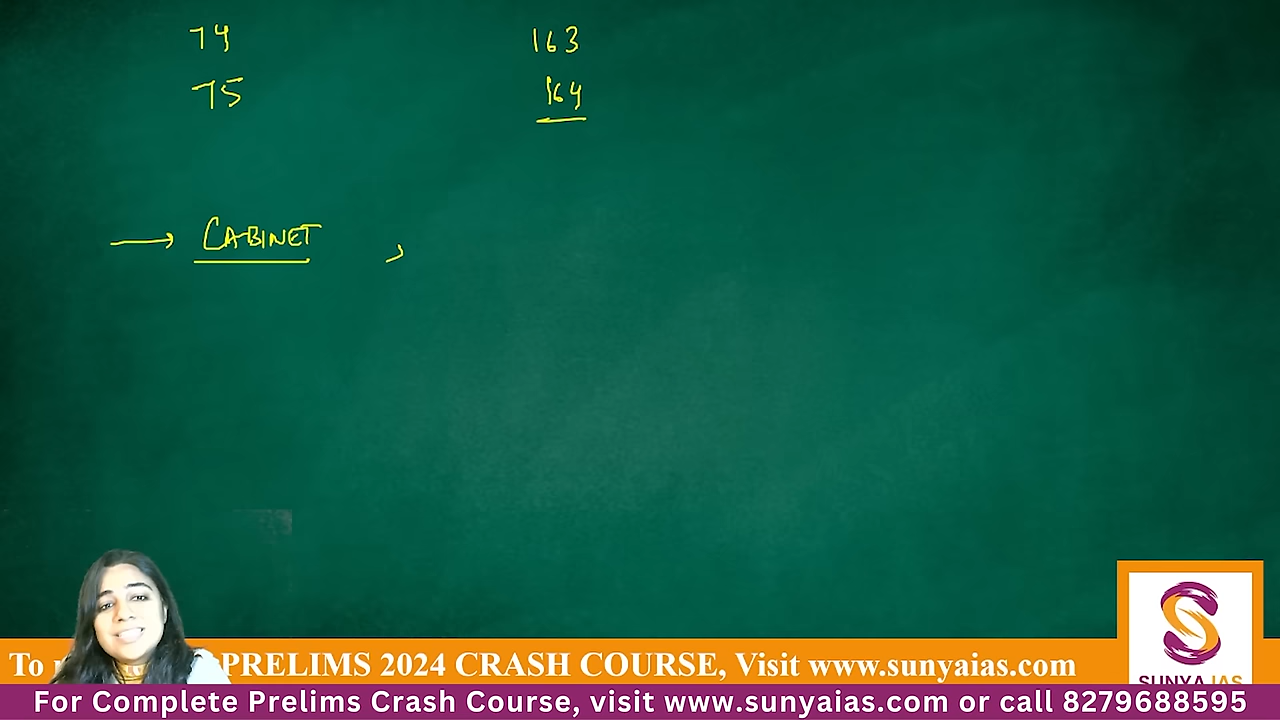 74 163
75 164
→ CABINET
To PRELIMS 2024 CRASH COURSE, Visit www.sunyaias.com
SUNYA IAS
For Complete Prelims Crash Course, visit www.sunyaias.com or call 8279688595